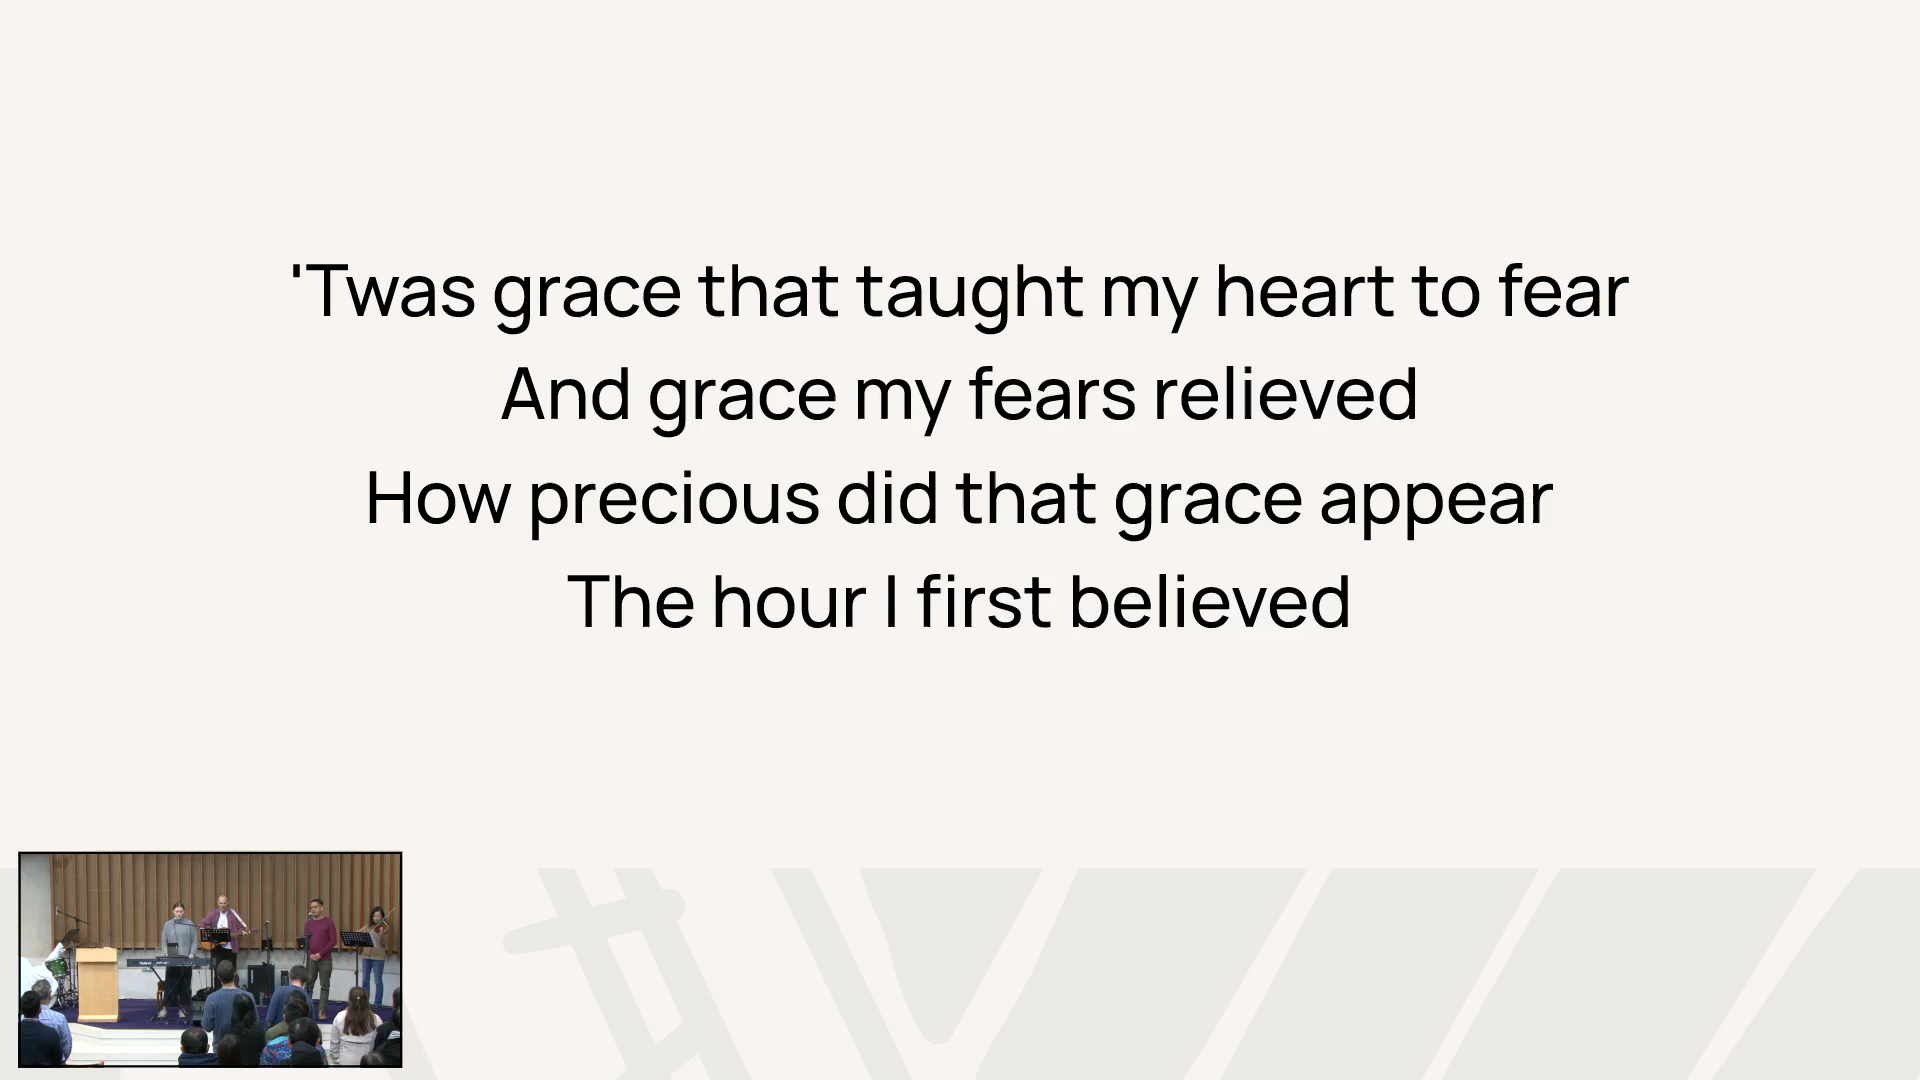 'Twas grace that taught my heart to fear
And grace my fears relieved
How precious did that grace appear
The hour I first believed